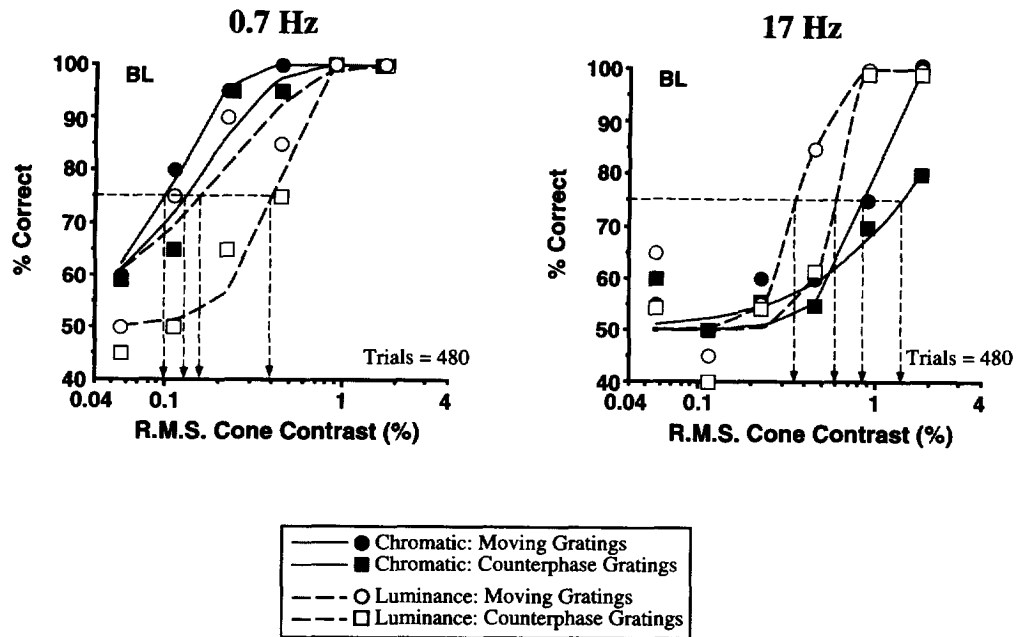 0.7 Hz
17 Hz
100
90
80
70
60
50
40
% Correct
BL
Trials = 480
0.04
0.1
1
4
R.M.S. Cone Contrast (%)
100
90
80
70
60
50
40
% Correct
BL
Trials = 480
0.04
0.1
1
4
R.M.S. Cone Contrast (%)
Chromatic: Moving Gratings
Chromatic: Counterphase Gratings
Luminance: Moving Gratings
Luminance: Counterphase Gratings